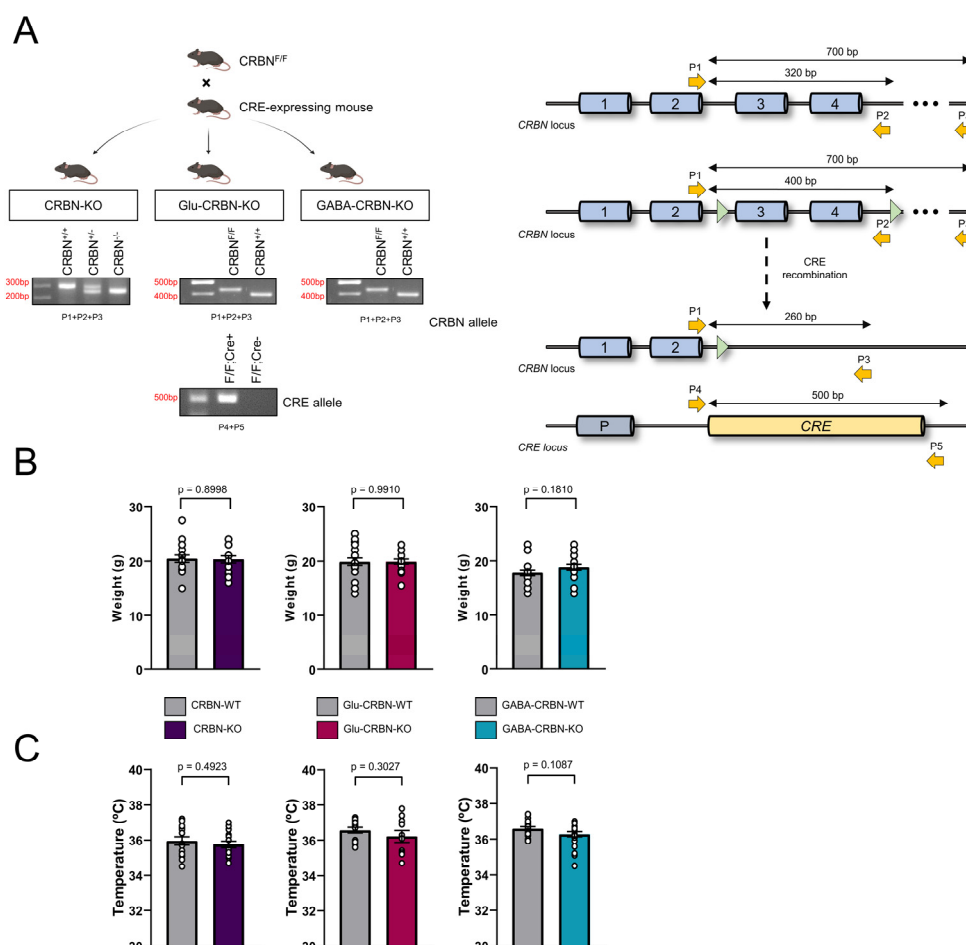 A
CRBN^F/F
×
CRE-expressing mouse
CRBN-KO
Glu-CRBN-KO
GABA-CRBN-KO
CRBN^+/+
CRBN^+/-
CRBN^-/-
300bp
200bp
P1+P2+P3
CRBN^F/F
CRBN^+/+
500bp
400bp
P1+P2+P3
CRBN^F/F
CRBN^+/+
500bp
400bp
P1+P2+P3
CRBN allele
F/F;Cre+
F/F;Cre-
500bp
CRE allele
P4+P5
700 bp
P1
320 bp
1 2 3 4
CRBN locus
P2
700 bp
P1
400 bp
1 2 3 4
CRBN locus
P2
CRE
recombination
P1
260 bp
1 2
CRBN locus
P3
P4
500 bp
P CRE
CRE locus
P5
B
p = 0.8998
Weight (g)
40
30
20
10
0
CRBN-WT
CRBN-KO
p = 0.9910
Weight (g)
40
30
20
10
0
Glu-CRBN-WT
Glu-CRBN-KO
p = 0.1810
Weight (g)
40
30
20
10
0
GABA-CRBN-WT
GABA-CRBN-KO
C
p = 0.4923
Temperature (ºC)
40
38
36
34
32
p = 0.3027
Temperature (ºC)
40
38
36
34
32
p = 0.1087
Temperature (ºC)
40
38
36
34
32